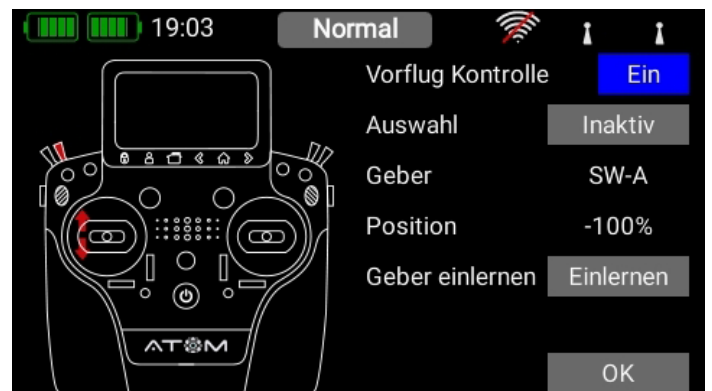 19:03 Normal
Vorflug Kontrolle Ein
Auswahl Inaktiv
Geber SW-A
Position -100%
Geber einlernen Einlernen
ATOM
OK